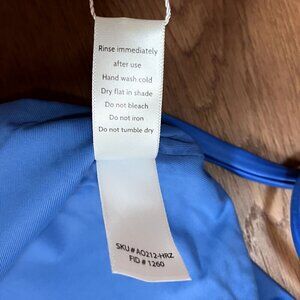 Rinse immediately
after use
Hand wash cold
Dry flat in shade
Do not bleach
Do not iron
Do not tumble dry
SKU # AO212-HRZ
FID # 1260